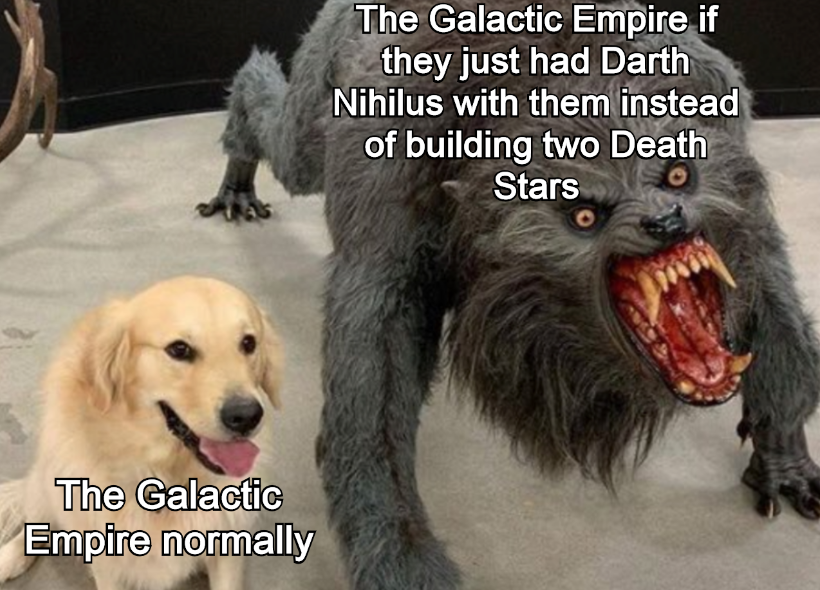 The Galactic Empire if
they just had Darth
Nihilus with them instead
of building two Death
Stars
The Galactic
Empire normally